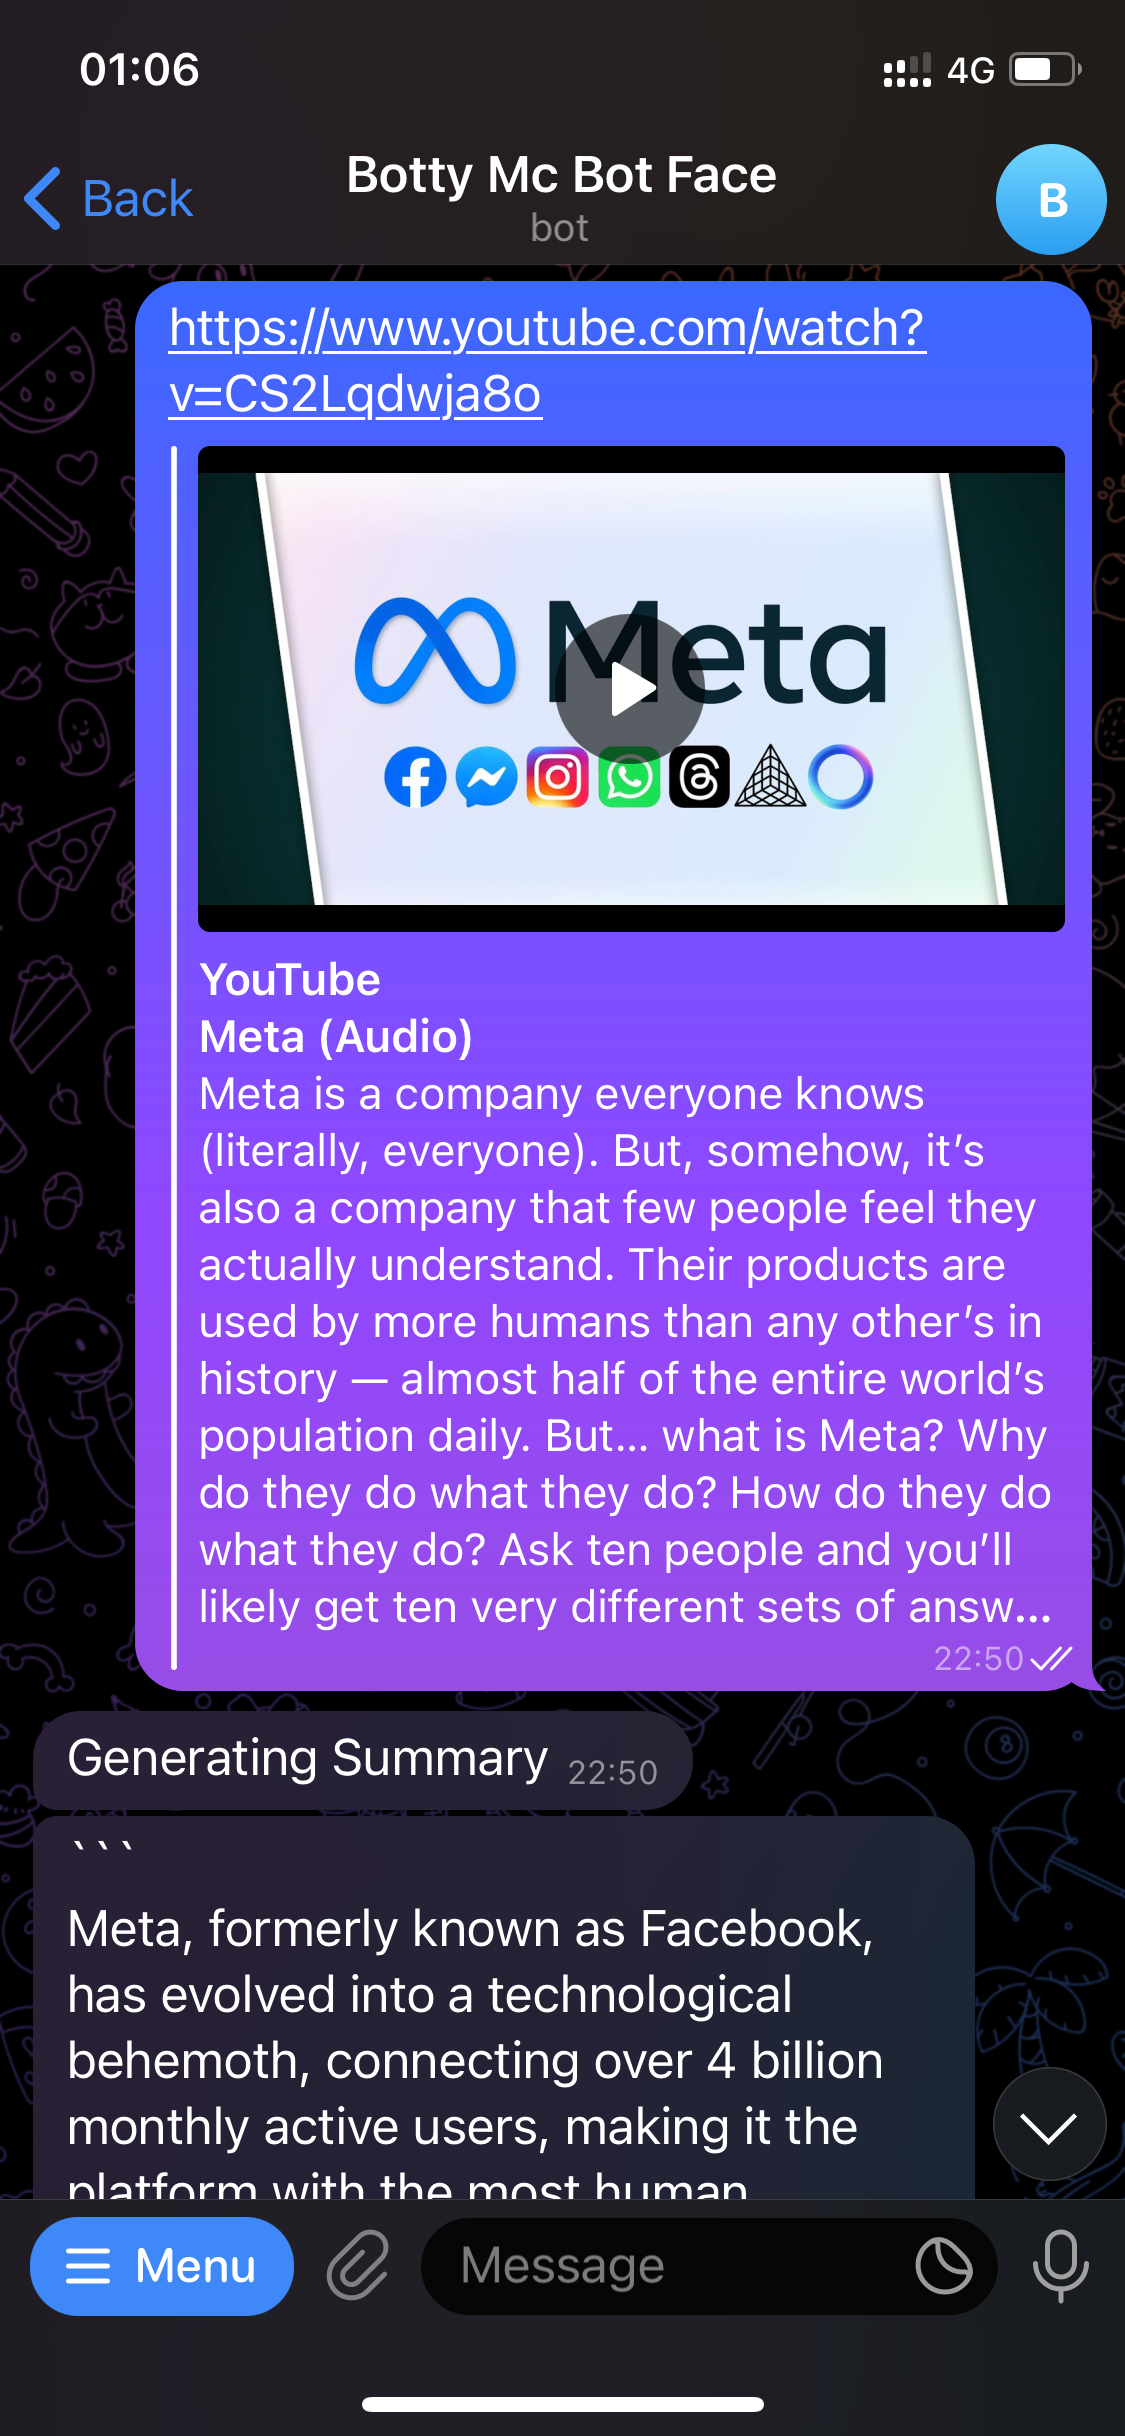 01:06
4G
Back
Botty Mc Bot Face
bot
B
https://www.youtube.com/watch?
v=CS2Lqdwja8o
Meta
YouTube
Meta (Audio)
Meta is a company everyone knows
(literally, everyone). But, somehow, it's
also a company that few people feel they
actually understand. Their products are
used by more humans than any other's in
history — almost half of the entire world's
population daily. But... what is Meta? Why
do they do what they do? How do they do
what they do? Ask ten people and you'll
likely get ten very different sets of answ...
22:50
Generating Summary 22:50
```
Meta, formerly known as Facebook,
has evolved into a technological
behemoth, connecting over 4 billion
monthly active users, making it the
platform with the most human
Menu
Message